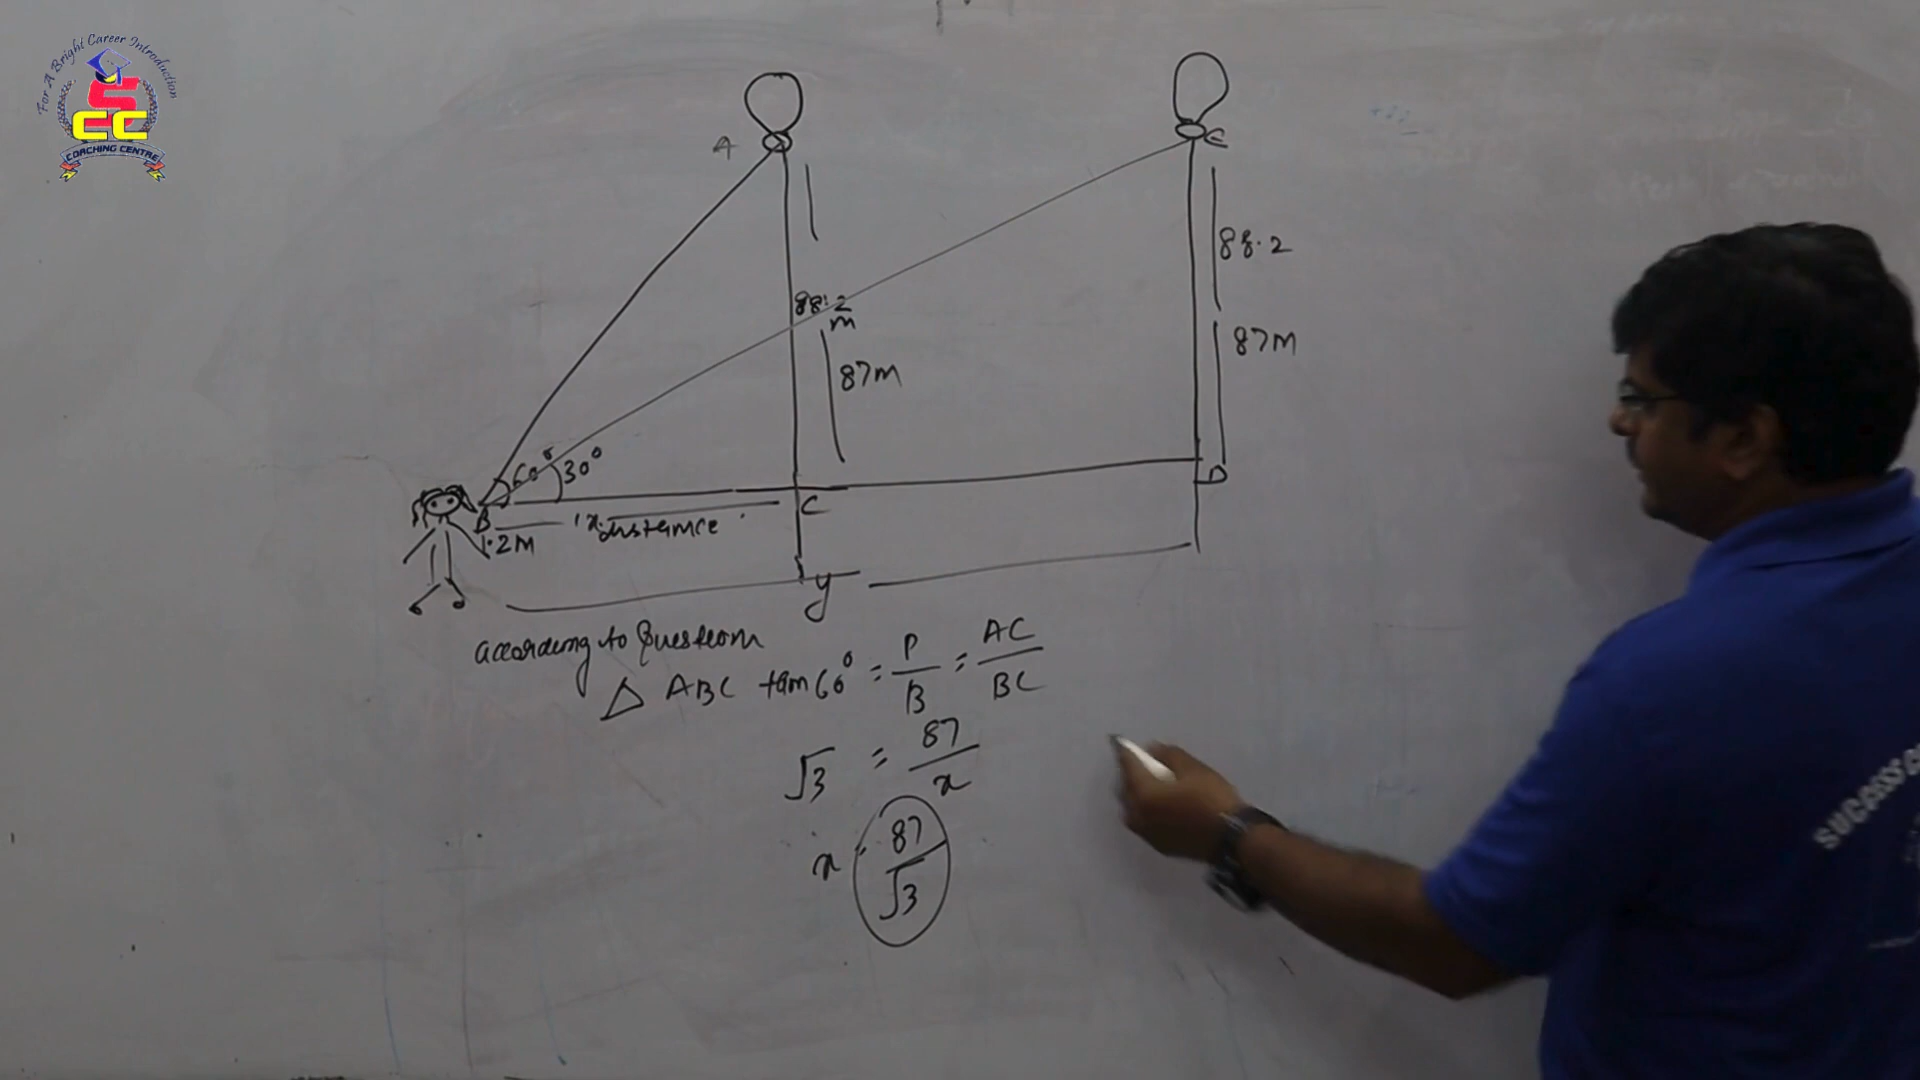 For A Bright Career Introduction
S
CC
COACHING CENTRE
A
E
88.2
m
87m
88.2
87M
60° 30°
B
C
D
1.2M
x
distance
y
According to Question
△ ABC tan 60° = P/B = AC/BC
√3 = 87/x
x = 87/√3
SUCCESS C